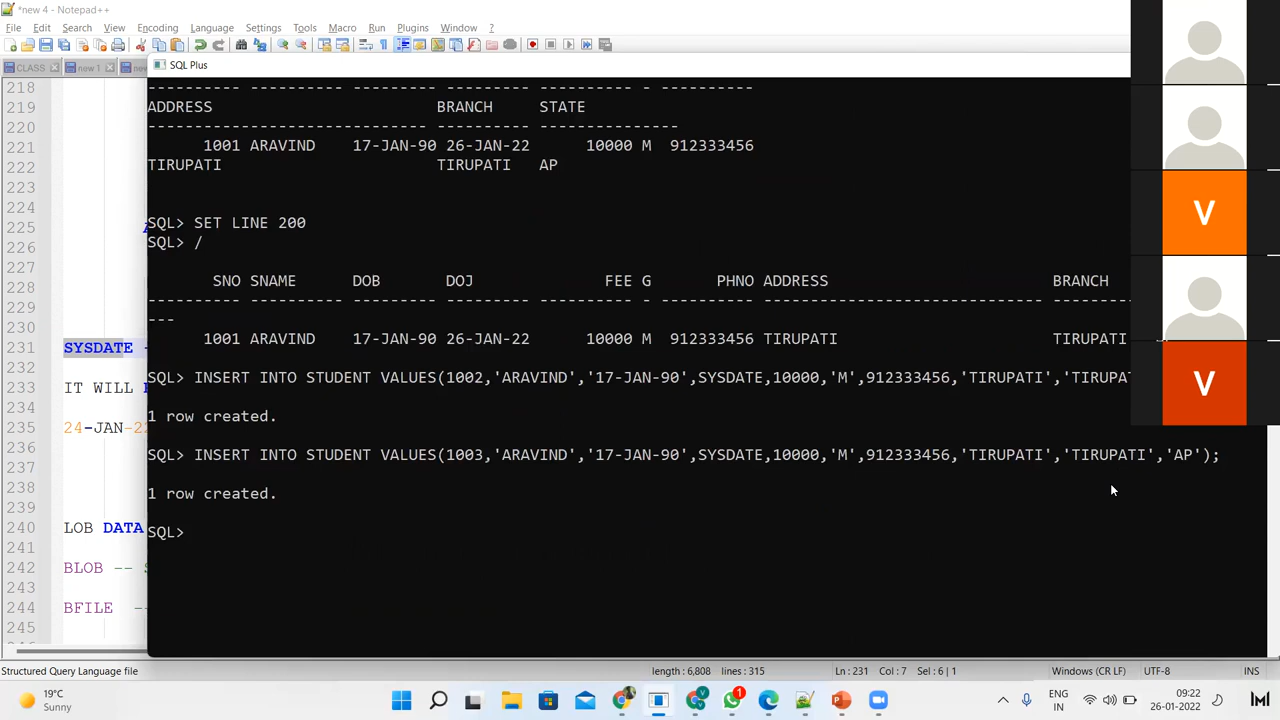 *new 4 - Notepad++
File Edit Search View Encoding Language Settings Tools Macro Run Plugins Window ?
CLASS new 1 new
SQL Plus
218
219
220
221
222
223
224
225
226
227
228
229
230
231 SYSDATE -
232
233 IT WILL
234
235 24-JAN-22
236
237
238
239
240 LOB DATA
241
242 BLOB -- S
243
244 BFILE --
245
---------- ---------- --------- --------- ---------- - ----------
ADDRESS BRANCH STATE
------------------------------ ---------- ---------------
1001 ARAVIND 17-JAN-90 26-JAN-22 10000 M 912333456
TIRUPATI TIRUPATI AP
SQL> SET LINE 200
SQL> /
SNO SNAME DOB DOJ FEE G PHNO ADDRESS BRANCH
---------- ---------- --------- --------- ---------- - ---------- ------------------------------ ---------
---
1001 ARAVIND 17-JAN-90 26-JAN-22 10000 M 912333456 TIRUPATI TIRUPATI
SQL> INSERT INTO STUDENT VALUES(1002,'ARAVIND','17-JAN-90',SYSDATE,10000,'M',912333456,'TIRUPATI','TIRUPAT
1 row created.
SQL> INSERT INTO STUDENT VALUES(1003,'ARAVIND','17-JAN-90',SYSDATE,10000,'M',912333456,'TIRUPATI','TIRUPATI','AP');
1 row created.
SQL>
V
V
Structured Query Language file length : 6,808 lines : 315 Ln : 231 Col : 7 Sel : 6 | 1 Windows (CR LF) UTF-8 INS
19°C
Sunny
1
ENG
IN
09:22
26-01-2022